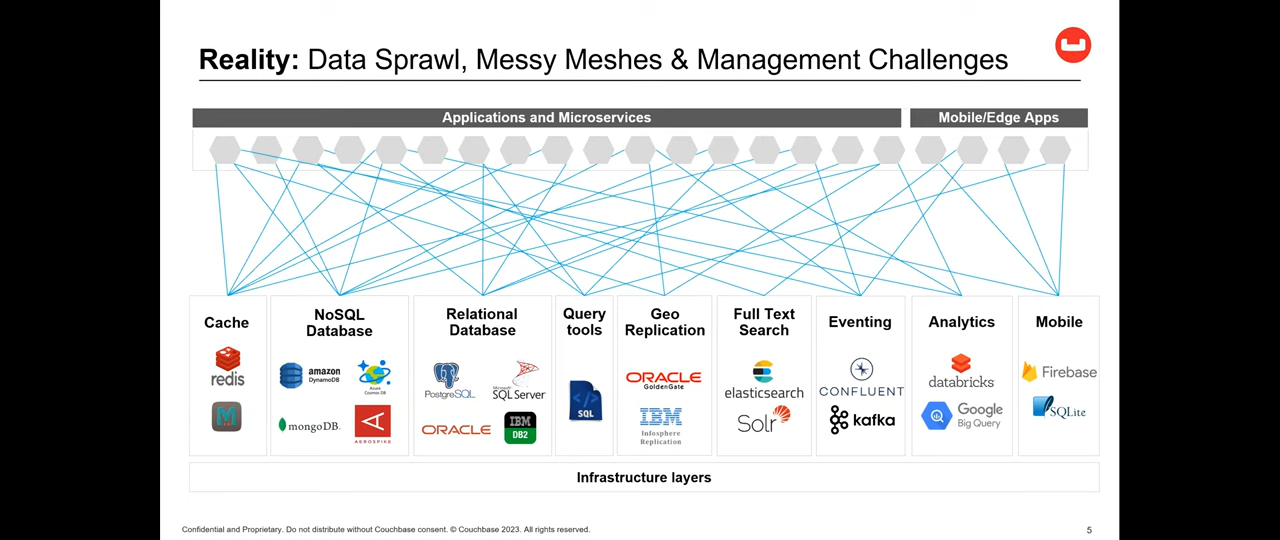 Reality: Data Sprawl, Messy Meshes & Management Challenges
Applications and Microservices
Mobile/Edge Apps
Cache
redis
M
NoSQL
Database
amazon
DynamoDB
Azure
Cosmos DB
mongoDB
AEROSPIKE
Relational
Database
PostgreSQL
Microsoft
SQL Server
ORACLE
IBM
DB2
Query
tools
</>
SQL
Geo
Replication
ORACLE
GoldenGate
IBM
Infosphere
Replication
Full Text
Search
elasticsearch
Solr
Eventing
CONFLUENT
kafka
Analytics
databricks
Google
Big Query
Mobile
Firebase
SQLite
Infrastructure layers
Confidential and Proprietary. Do not distribute without Couchbase consent. © Couchbase 2023. All rights reserved.
5